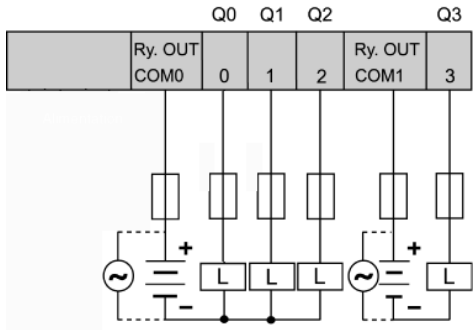 Q0 Q1 Q2 Q3
Ry. OUT Ry. OUT
COM0 0 1 2 COM1 3
+ +
~ L L L ~ L
− −